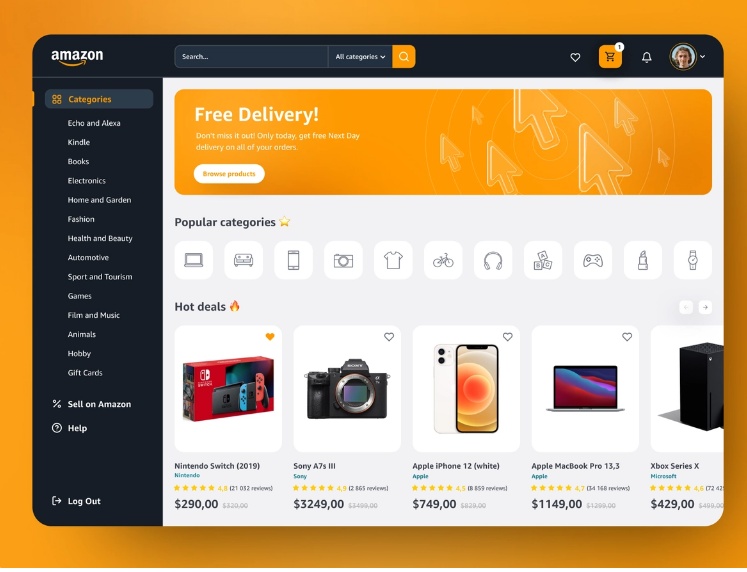 amazon
Search...
All categories
1
Categories
Echo and Alexa
Kindle
Books
Electronics
Home and Garden
Fashion
Health and Beauty
Automotive
Sport and Tourism
Games
Film and Music
Animals
Hobby
Gift Cards
Sell on Amazon
Help
Log Out
Free Delivery!
Don't miss it out! Only today, get free Next Day
delivery on all of your orders.
Browse products
Popular categories
A
B C
Hot deals
SWITCH
SONY
Nintendo Switch (2019)
Nintendo
4,8 (21 032 reviews)
$290,00 $320,00
Sony A7s III
Sony
4,9 (2 865 reviews)
$3249,00 $3499,00
Apple iPhone 12 (white)
Apple
4,5 (8 859 reviews)
$749,00 $829,00
Apple MacBook Pro 13,3
Apple
4,7 (34 168 reviews)
$1149,00 $1299,00
Xbox Series X
Microsoft
4,6 (72 42
$429,00 $499,00